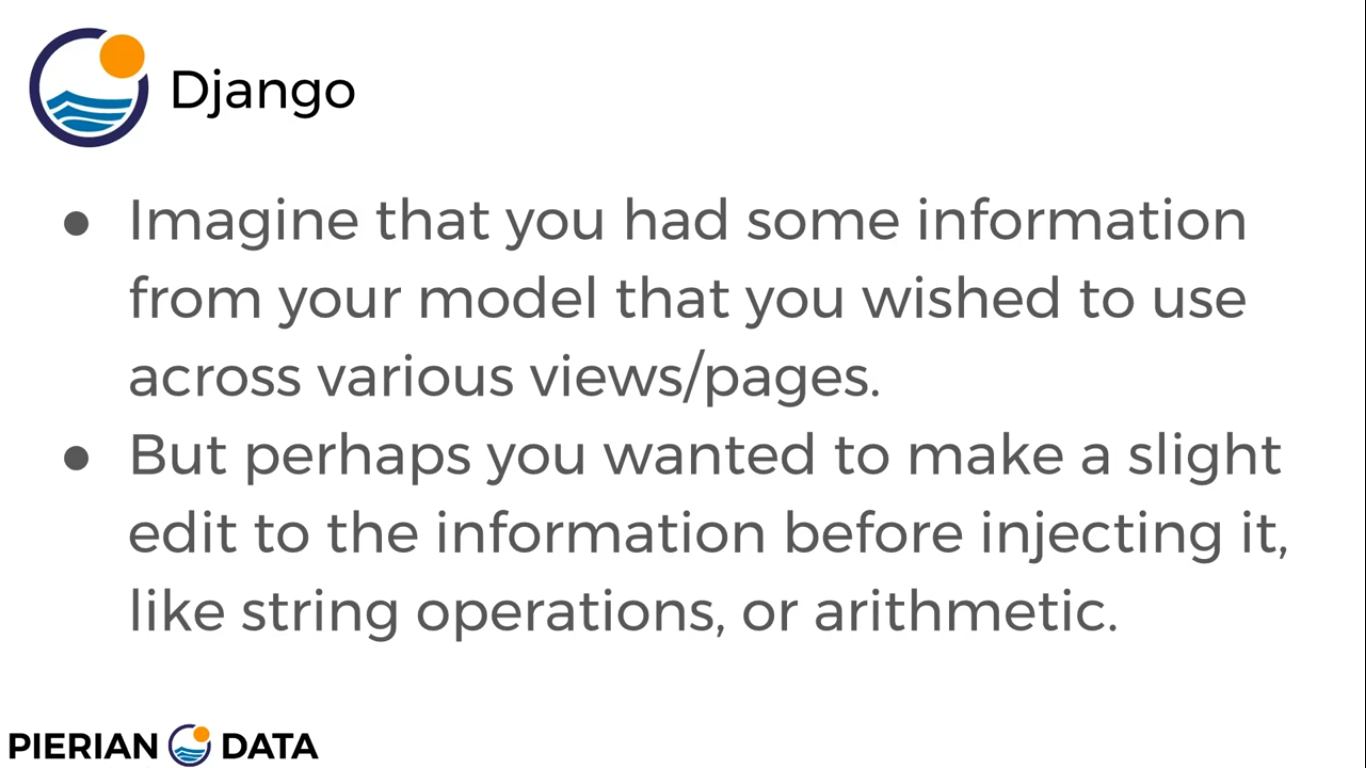 Django
● Imagine that you had some information
from your model that you wished to use
across various views/pages.
● But perhaps you wanted to make a slight
edit to the information before injecting it,
like string operations, or arithmetic.
PIERIAN DATA